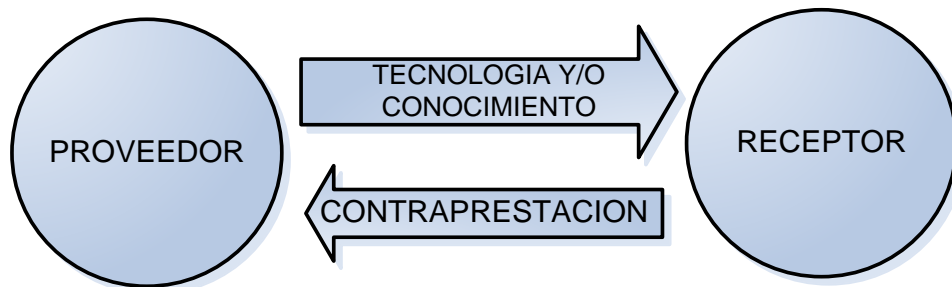 PROVEEDOR
TECNOLOGIA Y/O
CONOCIMIENTO
RECEPTOR
CONTRAPRESTACION